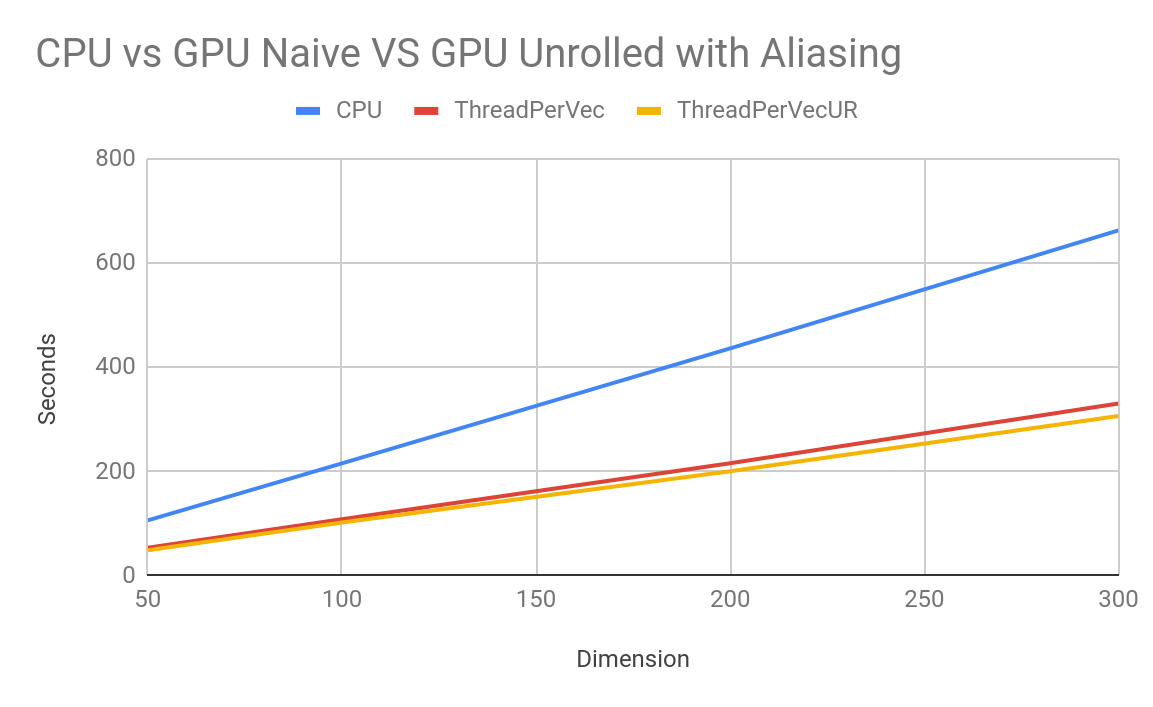 CPU vs GPU Naive VS GPU Unrolled with Aliasing
CPU ThreadPerVec ThreadPerVecUR
800
600
400
200
0
Seconds
50 100 150 200 250 300
Dimension